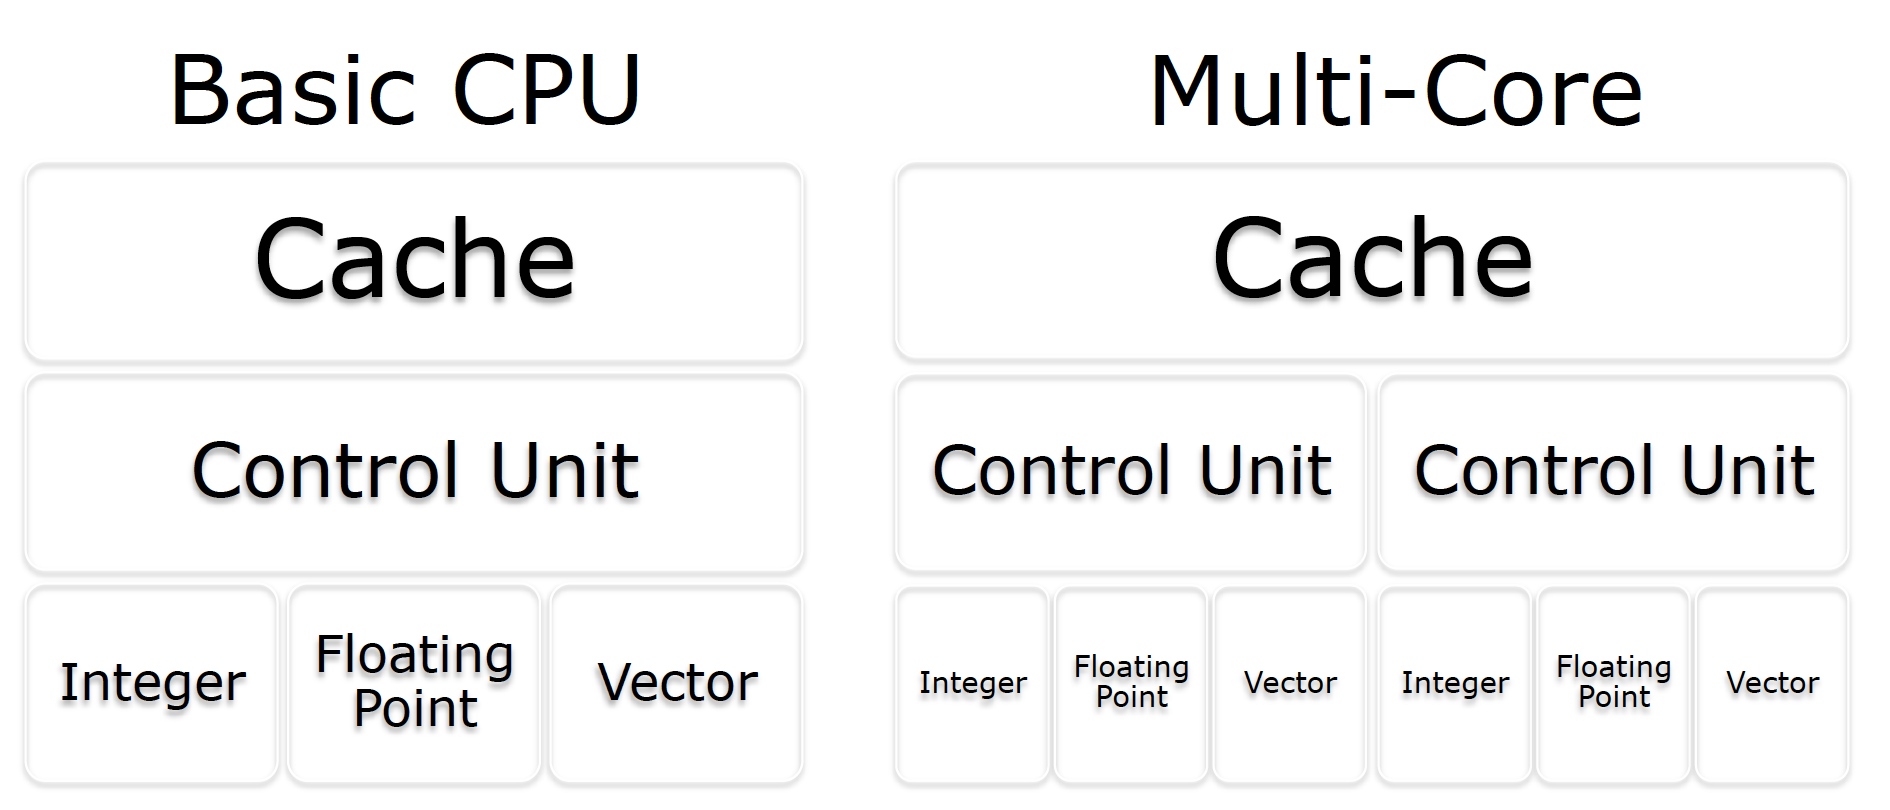 Basic CPU
Cache
Control Unit
Integer
Floating
Point
Vector
Multi-Core
Cache
Control Unit
Control Unit
Integer
Floating
Point
Vector
Integer
Floating
Point
Vector